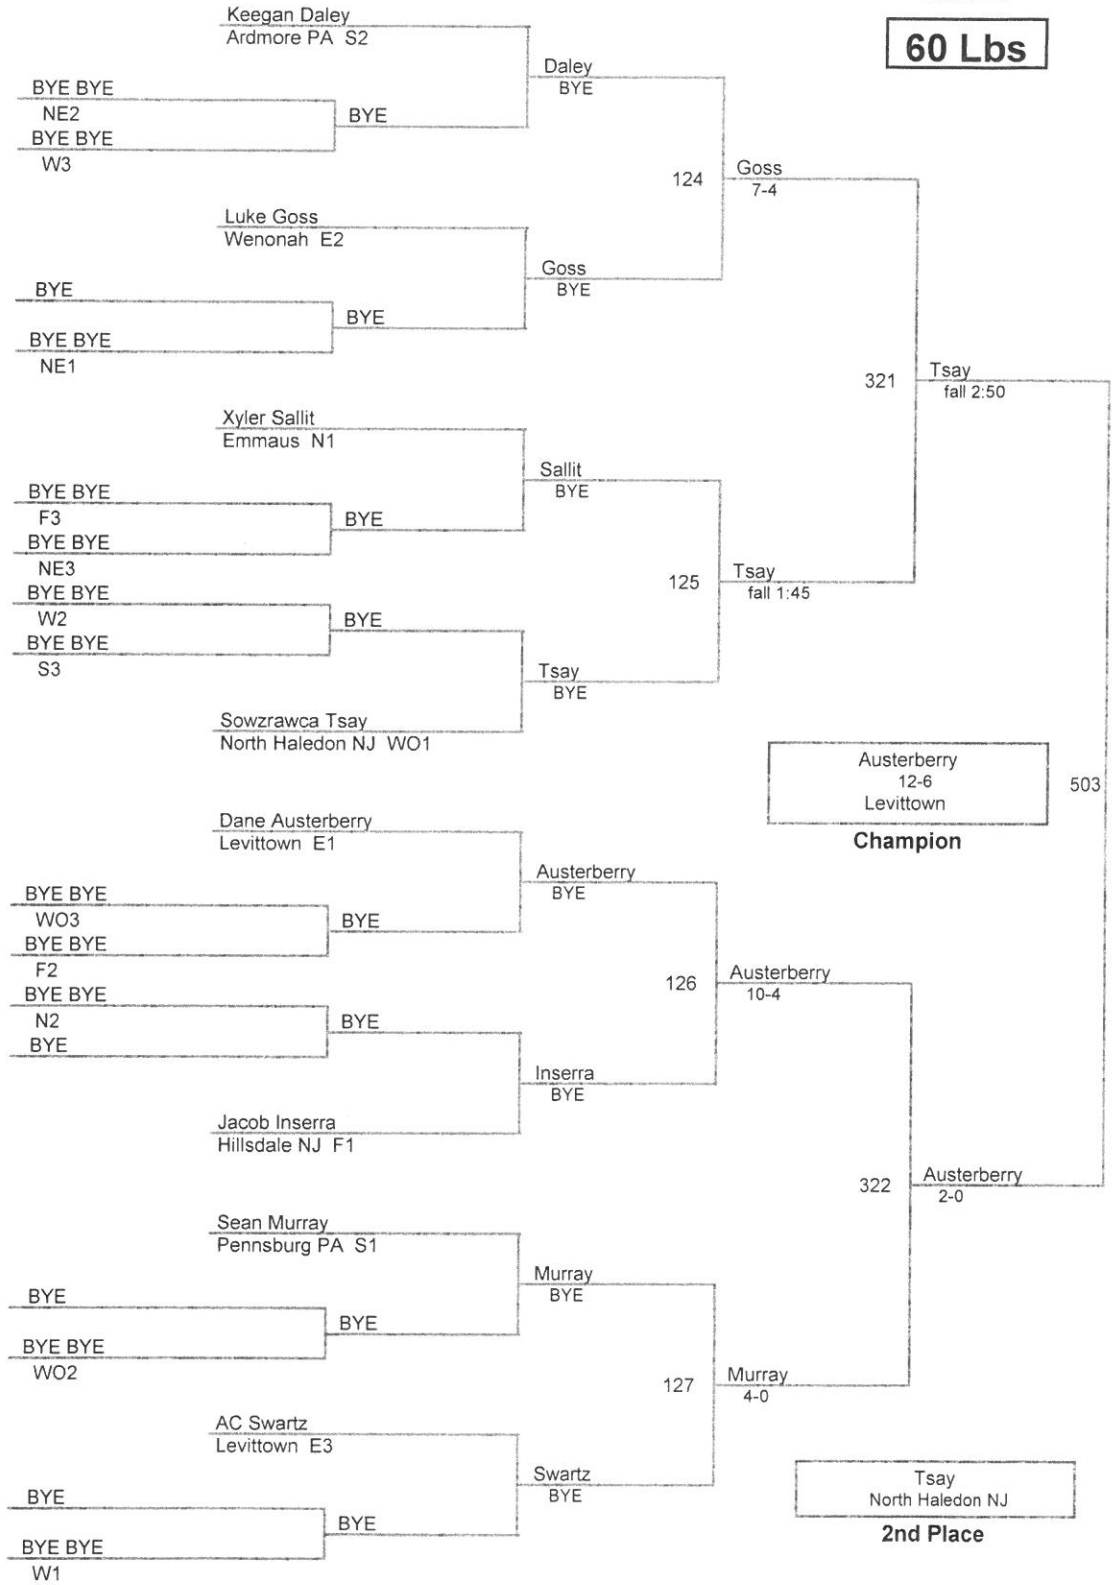 60 Lbs
Keegan Daley
Ardmore PA S2
Daley
BYE
BYE BYE
NE2
BYE
BYE BYE
W3
124
Goss
7-4
Luke Goss
Wenonah E2
Goss
BYE
BYE
BYE
BYE BYE
NE1
321
Tsay
fall 2:50
Xyler Sallit
Emmaus N1
Sallit
BYE
BYE BYE
F3
BYE
BYE BYE
NE3
125
Tsay
fall 1:45
BYE BYE
W2
BYE
BYE BYE
S3
Tsay
BYE
Sowzrawca Tsay
North Haledon NJ WO1
Austerberry
12-6
Levittown
503
Champion
Dane Austerberry
Levittown E1
Austerberry
BYE
BYE BYE
WO3
BYE
BYE BYE
F2
126
Austerberry
10-4
BYE BYE
N2
BYE
BYE
Inserra
BYE
Jacob Inserra
Hillsdale NJ F1
322
Austerberry
2-0
Sean Murray
Pennsburg PA S1
Murray
BYE
BYE
BYE
BYE BYE
WO2
127
Murray
4-0
AC Swartz
Levittown E3
Swartz
BYE
BYE
BYE
BYE BYE
W1
Tsay
North Haledon NJ
2nd Place